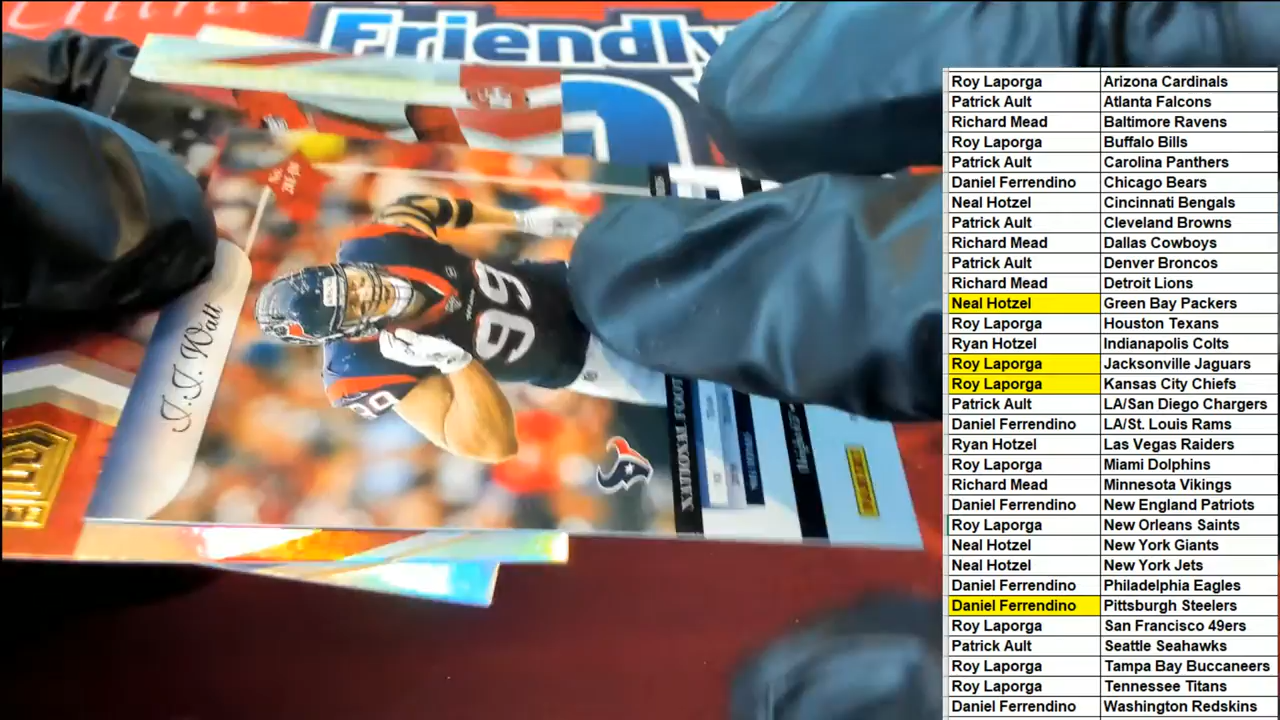 Friendly
J.J. Watt
99
99
NATIONAL FOOT
PANINI
Roy Laporga Arizona Cardinals
Patrick Ault Atlanta Falcons
Richard Mead Baltimore Ravens
Roy Laporga Buffalo Bills
Patrick Ault Carolina Panthers
Daniel Ferrendino Chicago Bears
Neal Hotzel Cincinnati Bengals
Patrick Ault Cleveland Browns
Richard Mead Dallas Cowboys
Patrick Ault Denver Broncos
Richard Mead Detroit Lions
Neal Hotzel Green Bay Packers
Roy Laporga Houston Texans
Ryan Hotzel Indianapolis Colts
Roy Laporga Jacksonville Jaguars
Roy Laporga Kansas City Chiefs
Patrick Ault LA/San Diego Chargers
Daniel Ferrendino LA/St. Louis Rams
Ryan Hotzel Las Vegas Raiders
Roy Laporga Miami Dolphins
Richard Mead Minnesota Vikings
Daniel Ferrendino New England Patriots
Roy Laporga New Orleans Saints
Neal Hotzel New York Giants
Neal Hotzel New York Jets
Daniel Ferrendino Philadelphia Eagles
Daniel Ferrendino Pittsburgh Steelers
Roy Laporga San Francisco 49ers
Patrick Ault Seattle Seahawks
Roy Laporga Tampa Bay Buccaneers
Roy Laporga Tennessee Titans
Daniel Ferrendino Washington Redskins